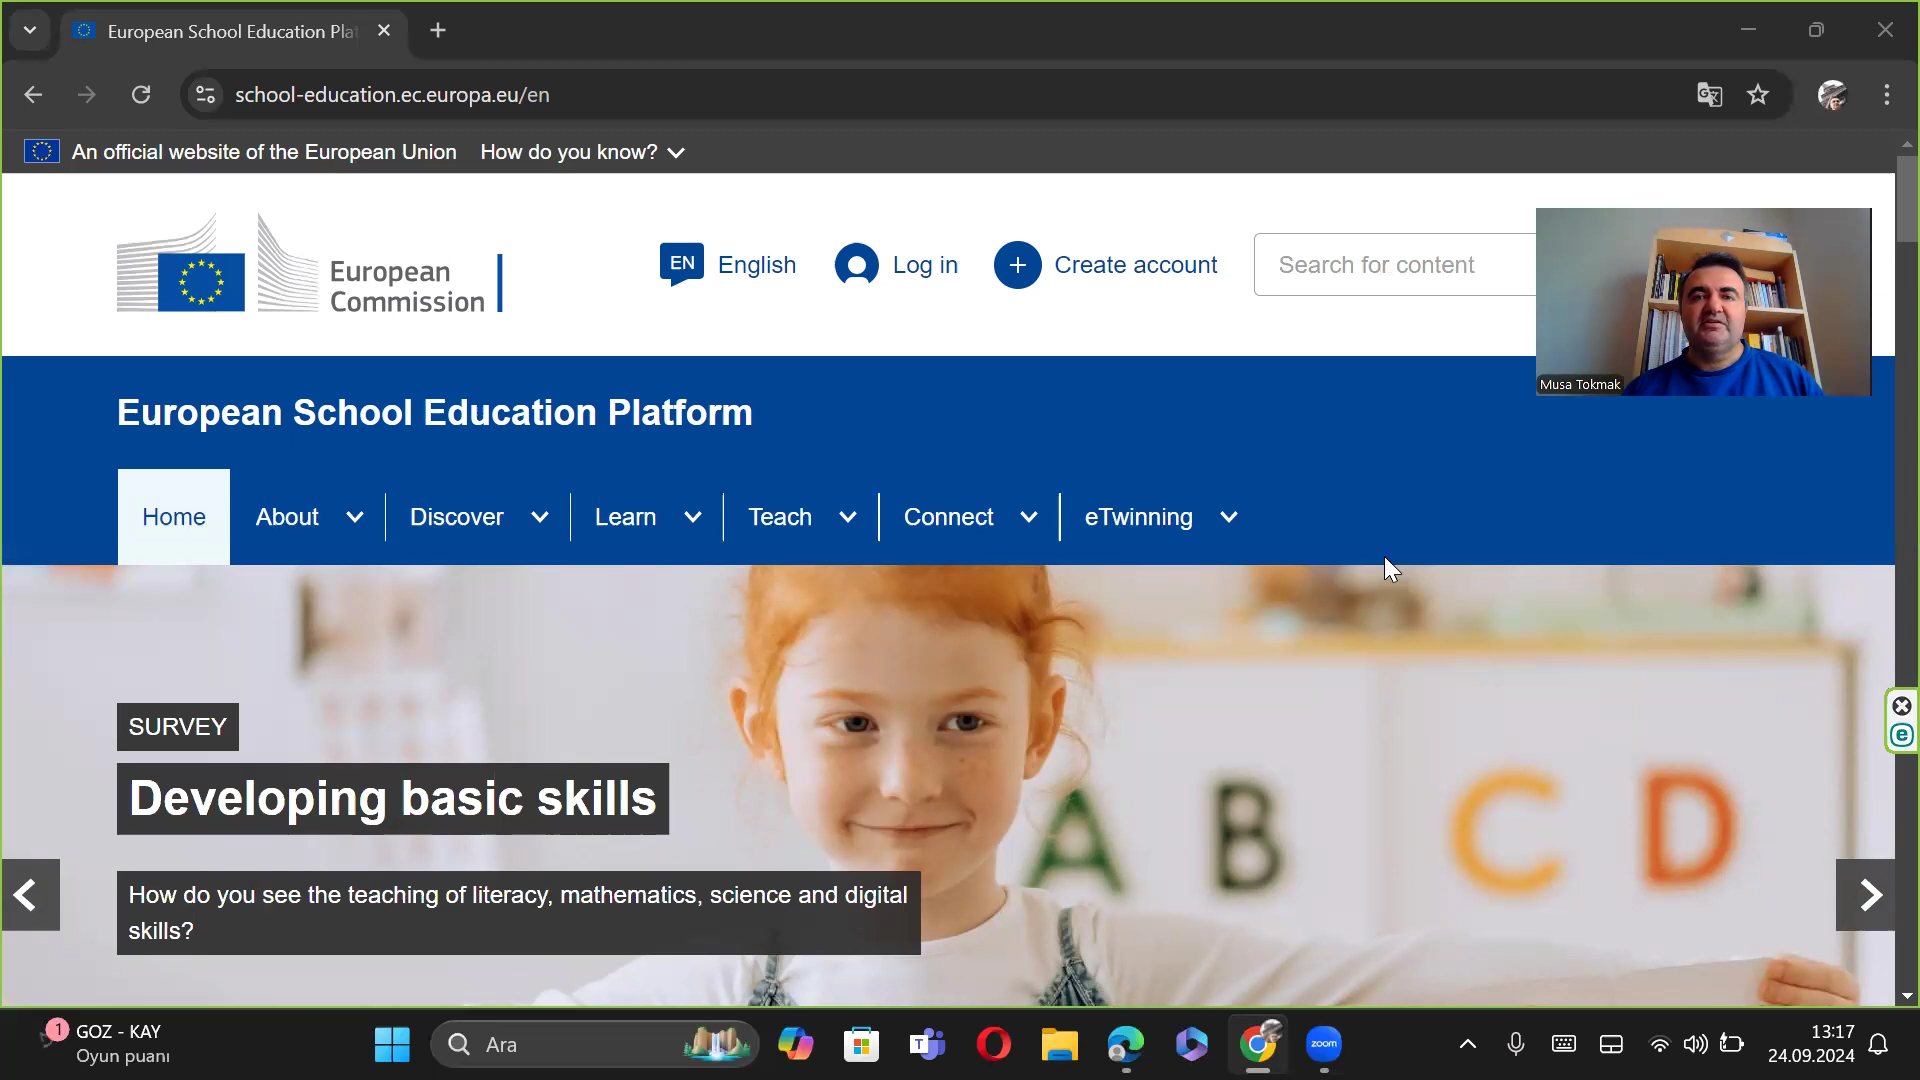 European School Education Pla
school-education.ec.europa.eu/en
An official website of the European Union How do you know?
European
Commission
EN English
Log in
+ Create account
Search for content
Musa Tokmak
European School Education Platform
Home About Discover Learn Teach Connect eTwinning
SURVEY
Developing basic skills
A B C D
How do you see the teaching of literacy, mathematics, science and digital
skills?
1 GOZ - KAY
Oyun puanı
Ara
zoom
13:17
24.09.2024